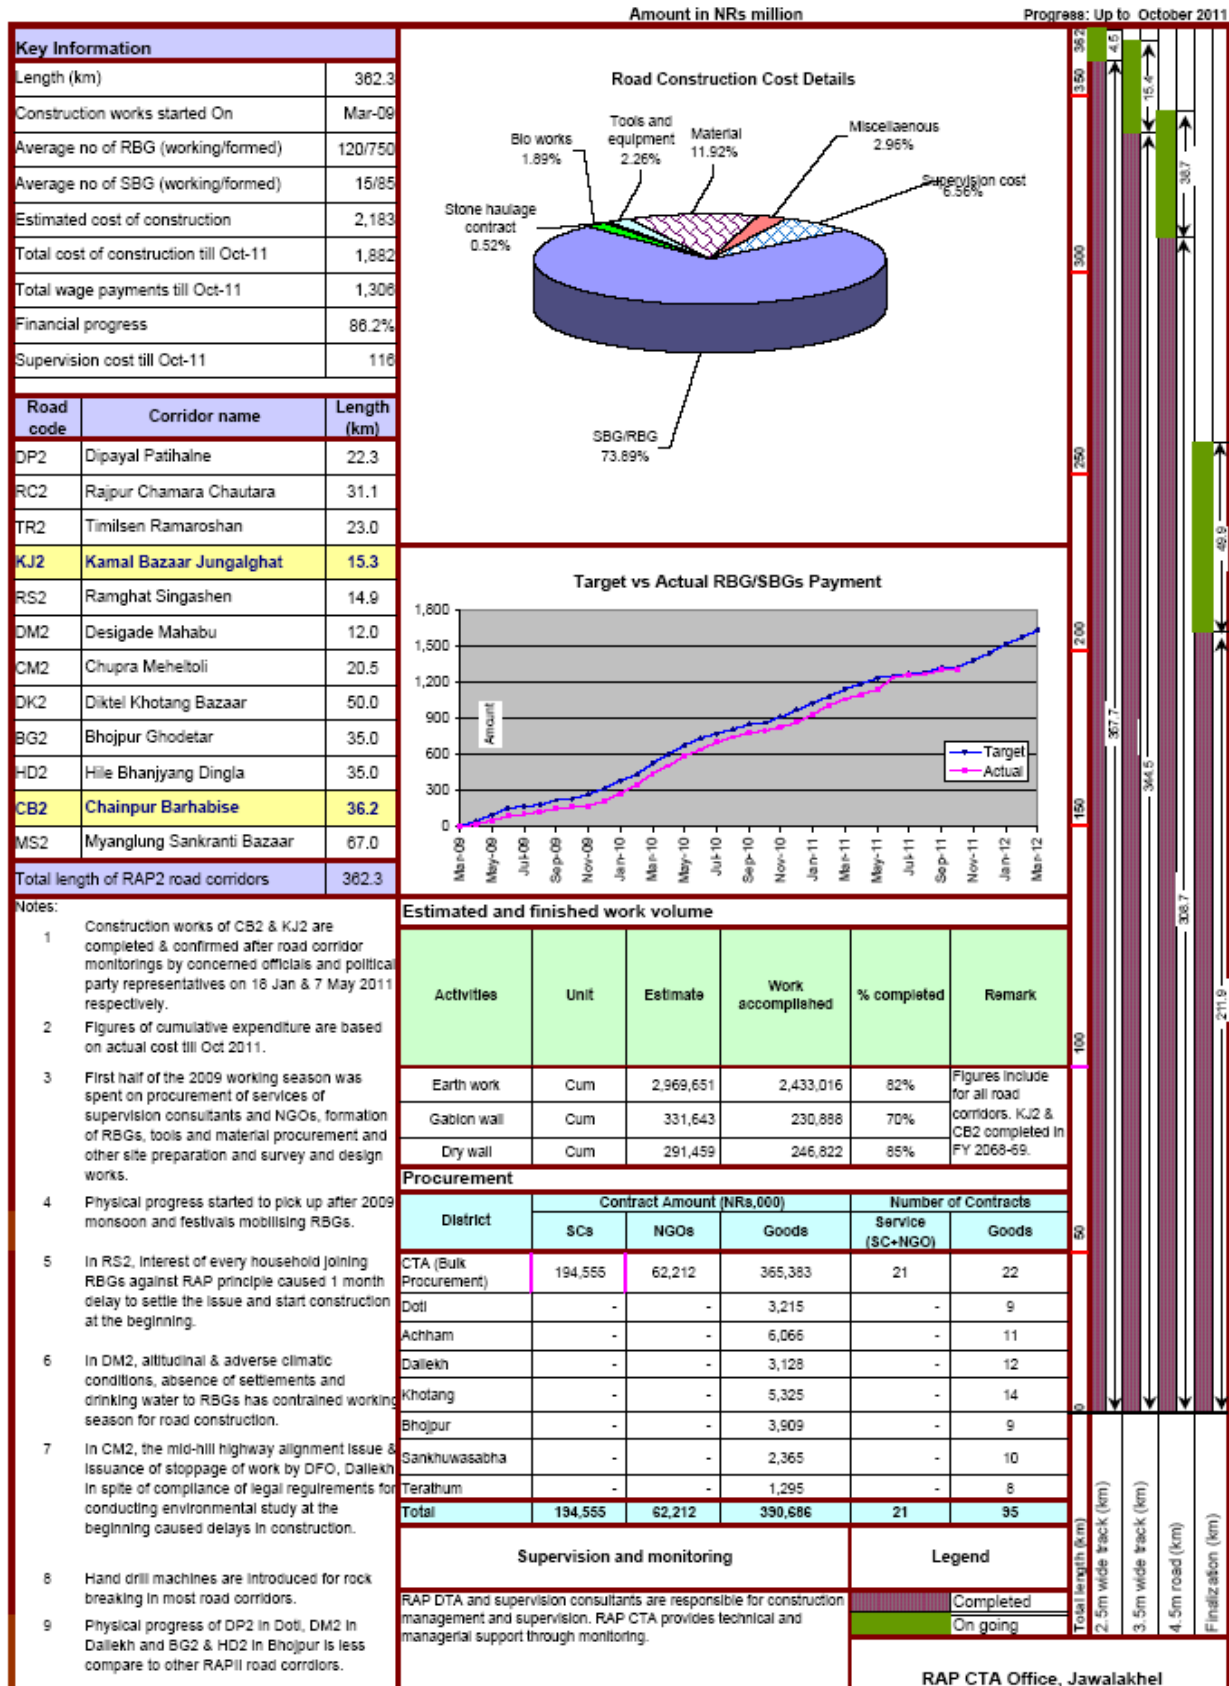 Amount in NRs million
Progress: Up to October 2011
Key Information
Length (km) 362.3
Construction works started On Mar-09
Average no of RBG (working/formed) 120/750
Average no of SBG (working/formed) 15/85
Estimated cost of construction 2,183
Total cost of construction till Oct-11 1,882
Total wage payments till Oct-11 1,306
Financial progress 86.2%
Supervision cost till Oct-11 116
Road code Corridor name Length (km)
DP2 Dipayal Patihalne 22.3
RC2 Rajpur Chamara Chautara 31.1
TR2 Timilsen Ramaroshan 23.0
KJ2 Kamal Bazaar Jungalghat 15.3
RS2 Ramghat Singashen 14.9
DM2 Desigade Mahabu 12.0
CM2 Chupra Meheltoli 20.5
DK2 Diktel Khotang Bazaar 50.0
BG2 Bhojpur Ghodetar 35.0
HD2 Hile Bhanjyang Dingla 35.0
CB2 Chainpur Barhabise 36.2
MS2 Myanglung Sankranti Bazaar 67.0
Total length of RAP2 road corridors 362.3
Notes:
1 Construction works of CB2 & KJ2 are
completed & confirmed after road corridor
monitorings by concerned officials and political
party representatives on 18 Jan & 7 May 2011
respectively.
2 Figures of cumulative expenditure are based
on actual cost till Oct 2011.
3 First half of the 2009 working season was
spent on procurement of services of
supervision consultants and NGOs, formation
of RBGs, tools and material procurement and
other site preparation and survey and design
works.
4 Physical progress started to pick up after 2009
monsoon and festivals mobilising RBGs.
5 In RS2, interest of every household joining
RBGs against RAP principle caused 1 month
delay to settle the issue and start construction
at the beginning.
6 In DM2, altitudinal & adverse climatic
conditions, absence of settlements and
drinking water to RBGs has contrained working
season for road construction.
7 In CM2, the mid-hill highway alignment issue &
issuance of stoppage of work by DFO, Dailekh
in spite of compliance of legal requirements for
conducting environmental study at the
beginning caused delays in construction.
8 Hand drill machines are introduced for rock
breaking in most road corridors.
9 Physical progress of DP2 in Doti, DM2 in
Dailekh and BG2 & HD2 in Bhojpur is less
compare to other RAPII road corrdiors.
Road Construction Cost Details
Bio works
1.89%
Tools and
equipment
2.26%
Material
11.92%
Miscellaenous
2.96%
Supervision cost
6.56%
Stone haulage
contract
0.52%
SBG/RBG
73.89%
Target vs Actual RBG/SBGs Payment
Amount
1,800
1,500
1,200
900
600
300
0
Target
Actual
Mar-09 May-09 Jul-09 Sep-09 Nov-09 Jan-10 Mar-10 May-10 Jul-10 Sep-10 Nov-10 Jan-11 Mar-11 May-11 Jul-11 Sep-11 Nov-11 Jan-12 Mar-12
Estimated and finished work volume
Activities Unit Estimate Work accomplished % completed Remark
Earth work Cum 2,969,651 2,433,016 82%
Gabion wall Cum 331,643 230,888 70%
Dry wall Cum 291,459 246,822 85%
Figures include
for all road
corridors. KJ2 &
CB2 completed in
FY 2068-69.
Procurement
District Contract Amount (NRs,000) Number of Contracts
SCs NGOs Goods Service (SC+NGO) Goods
CTA (Bulk Procurement) 194,555 62,212 365,383 21 22
Doti - - 3,215 - 9
Achham - - 6,066 - 11
Dailekh - - 3,128 - 12
Khotang - - 5,325 - 14
Bhojpur - - 3,909 - 9
Sankhuwasabha - - 2,365 - 10
Terathum - - 1,295 - 8
Total 194,555 62,212 390,686 21 95
Supervision and monitoring
RAP DTA and supervision consultants are responsible for construction
management and supervision. RAP CTA provides technical and
managerial support through monitoring.
Legend
Completed
On going
RAP CTA Office, Jawalakhel
362
350
300
250
200
150
100
50
0
4.5
15.4
38.7
49.9
357.7
344.5
308.7
211.9
Total length (km)
2.5m wide track (km)
3.5m wide track (km)
4.5m road (km)
Finalization (km)